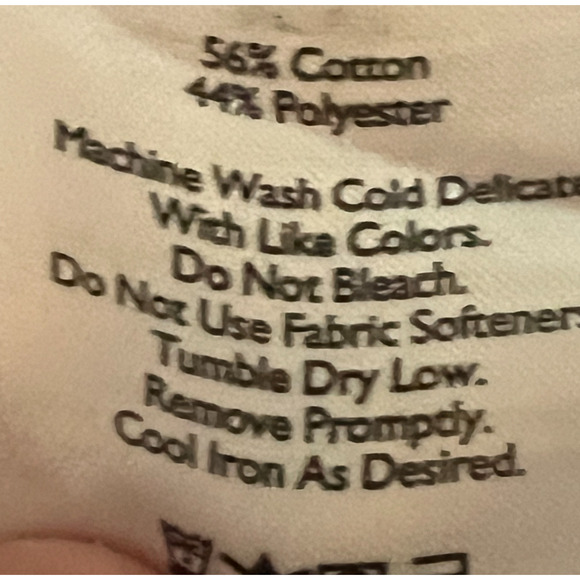 56% Cotton
44% Polyester
Machine Wash Cold Delicate
With Like Colors.
Do Not Bleach.
Do Not Use Fabric Softener.
Tumble Dry Low.
Remove Promptly.
Cool Iron As Desired.